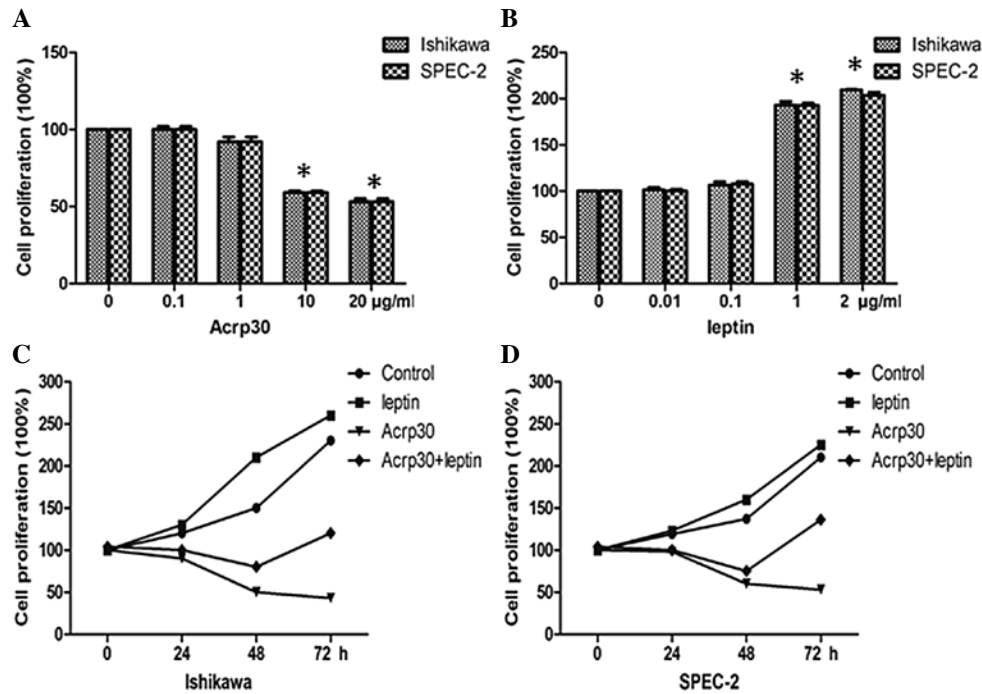 A
Cell proliferation (100%)
150
100
50
0
Ishikawa
SPEC-2
*
*
0 0.1 1 10 20 µg/ml
Acrp30
B
Cell proliferation (100%)
250
200
150
100
50
0
Ishikawa
SPEC-2
*
*
0 0.01 0.1 1 2 µg/ml
leptin
C
Cell proliferation (100%)
300
250
200
150
100
50
0
Control
leptin
Acrp30
Acrp30+leptin
0 24 48 72 h
Ishikawa
D
Cell proliferation (100%)
300
250
200
150
100
50
0
Control
leptin
Acrp30
Acrp30+leptin
0 24 48 72 h
SPEC-2